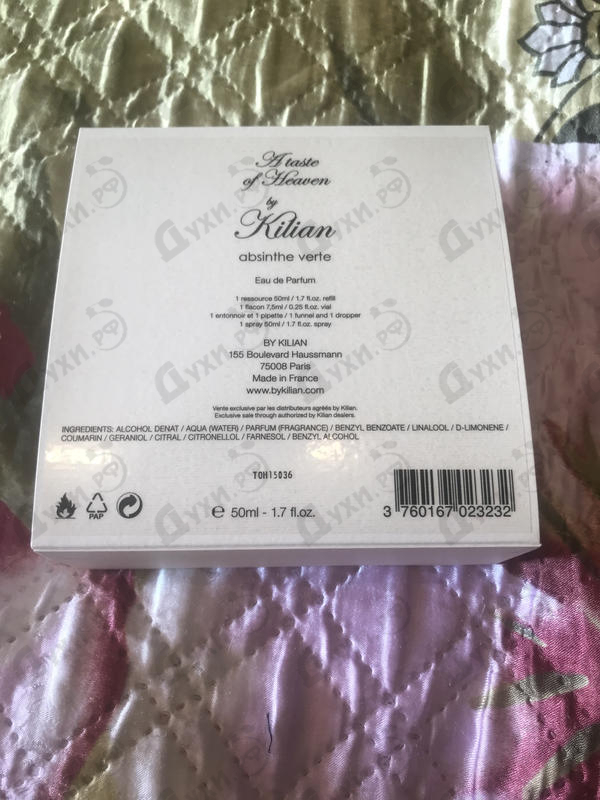 A taste
of Heaven
by
Kilian
absinthe verte
Eau de Parfum
1 ressource 50ml / 1.7 fl.oz. refill
1 flacon 7,5ml / 0.25 fl.oz. vial
1 entonnoir et 1 pipette / 1 funnel and 1 dropper
1 spray 50ml / 1.7 fl.oz. spray
BY KILIAN
155 Boulevard Haussmann
75008 Paris
Made in France
www.bykilian.com
Vente exclusive par les distributeurs agréés by Kilian.
Exclusive sale through authorized by Kilian dealers.
INGREDIENTS: ALCOHOL DENAT / AQUA (WATER) / PARFUM (FRAGRANCE) / BENZYL BENZOATE / LINALOOL / D-LIMONENE /
COUMARIN / GERANIOL / CITRAL / CITRONELLOL / FARNESOL / BENZYL ALCOHOL
TOH15036
PAP
e 50ml - 1.7 fl.oz.
3 760167 023232
Духи.рф